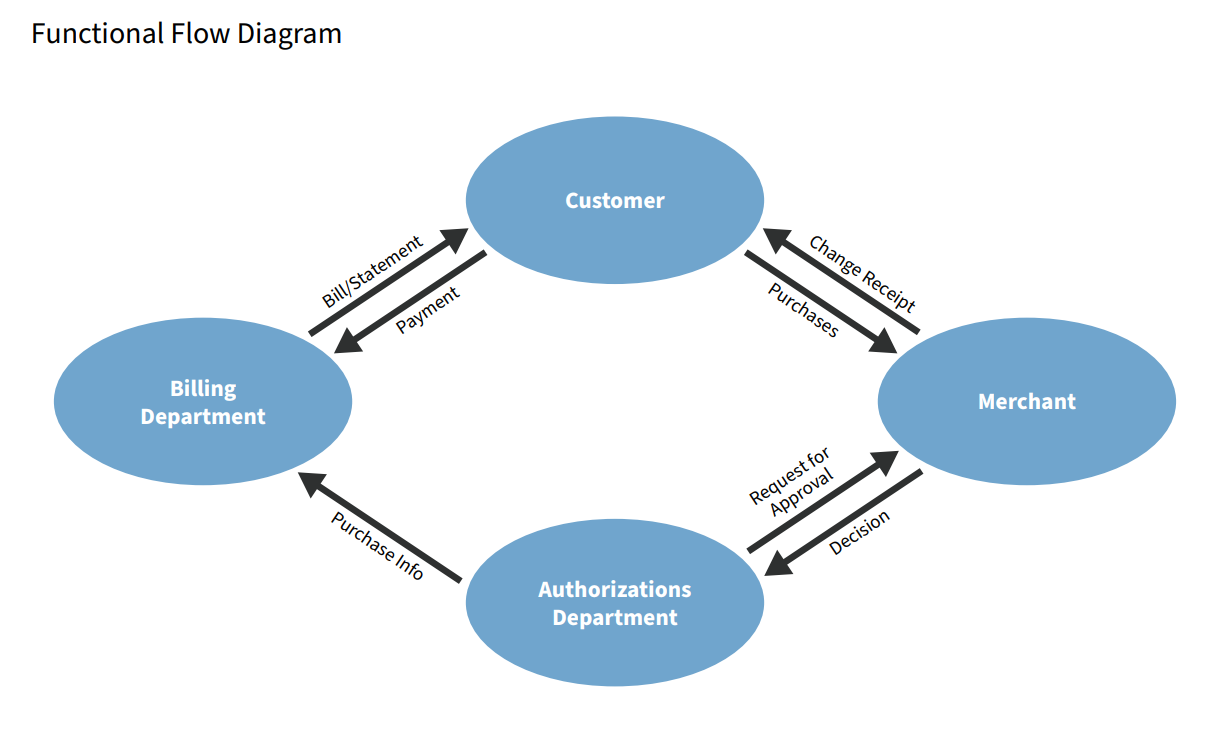 Functional Flow Diagram
Customer
Bill/Statement
Payment
Change Receipt
Purchases
Billing
Department
Merchant
Request for
Approval
Decision
Purchase Info
Authorizations
Department